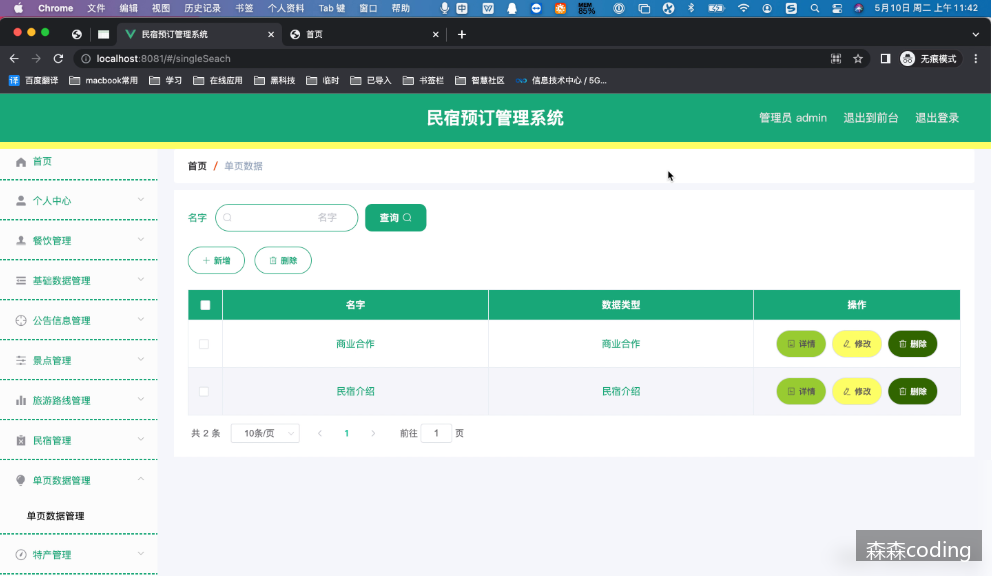 Chrome 文件 编辑 视图 历史记录 书签 个人资料 Tab 键 窗口 帮助 MEM 86% 5月10日 周二 上午11:42
民宿预订管理系统 首页
localhost:8081/#/singleSeach 无痕模式
译 百度翻译 macbook常用 学习 在线应用 黑科技 临时 已导入 书签栏 智慧社区 信息技术中心 / 5G...
民宿预订管理系统
管理员 admin 退出到前台 退出登录
首页
个人中心
餐饮管理
基础数据管理
公告信息管理
景点管理
旅游路线管理
民宿管理
单页数据管理
单页数据管理
特产管理
首页 / 单页数据
名字 名字 查询
新增 删除
名字 数据类型 操作
商业合作 商业合作 详情 修改 删除
民宿介绍 民宿介绍 详情 修改 删除
共 2 条 10条/页 1 前往 1 页
森森coding